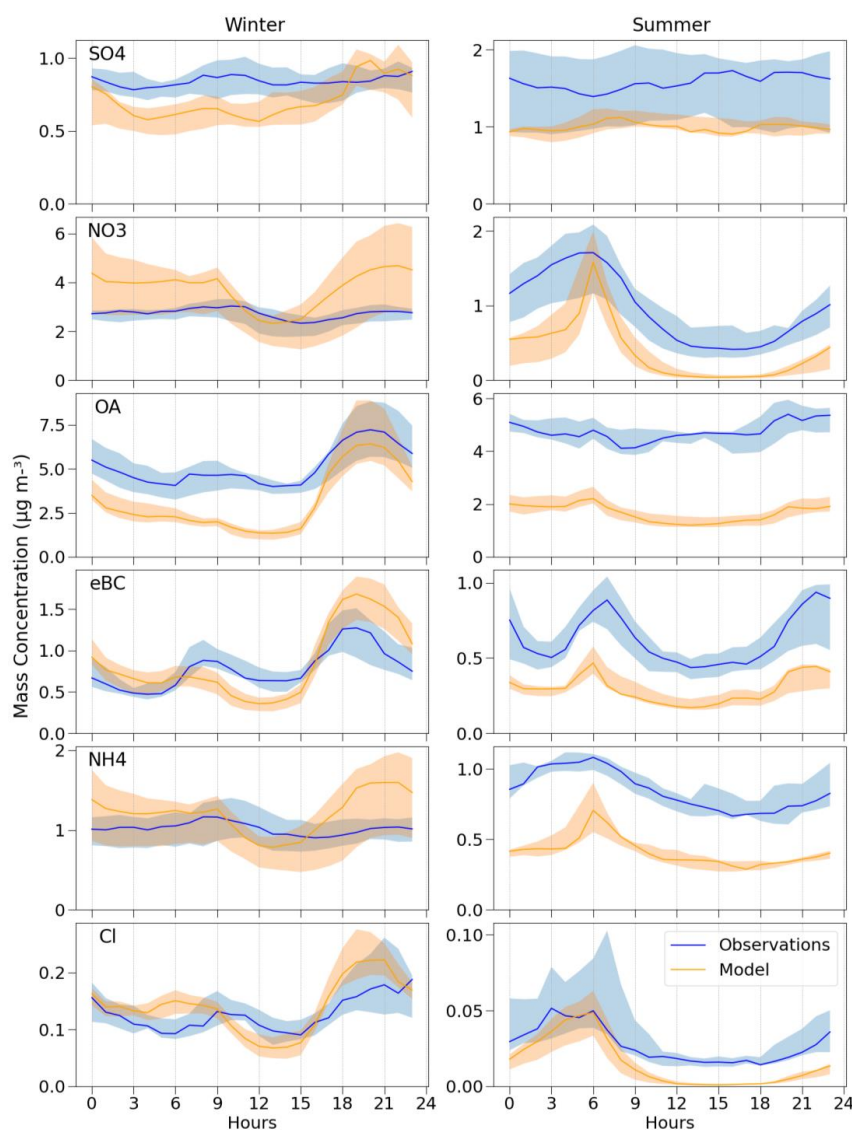 Winter
Summer
SO4
1.0
0.5
0.0
2
1
0
NO3
6
4
2
0
2
1
0
OA
7.5
5.0
2.5
0.0
6
4
2
0
eBC
1.5
1.0
0.5
0.0
1.0
0.5
0.0
NH4
2
1
0
1.0
0.5
0.0
Cl
0.2
0.1
0.0
0.10
0.05
0.00
Observations
Model
Mass Concentration (µg m-³)
0 3 6 9 12 15 18 21 24
Hours
0 3 6 9 12 15 18 21 24
Hours